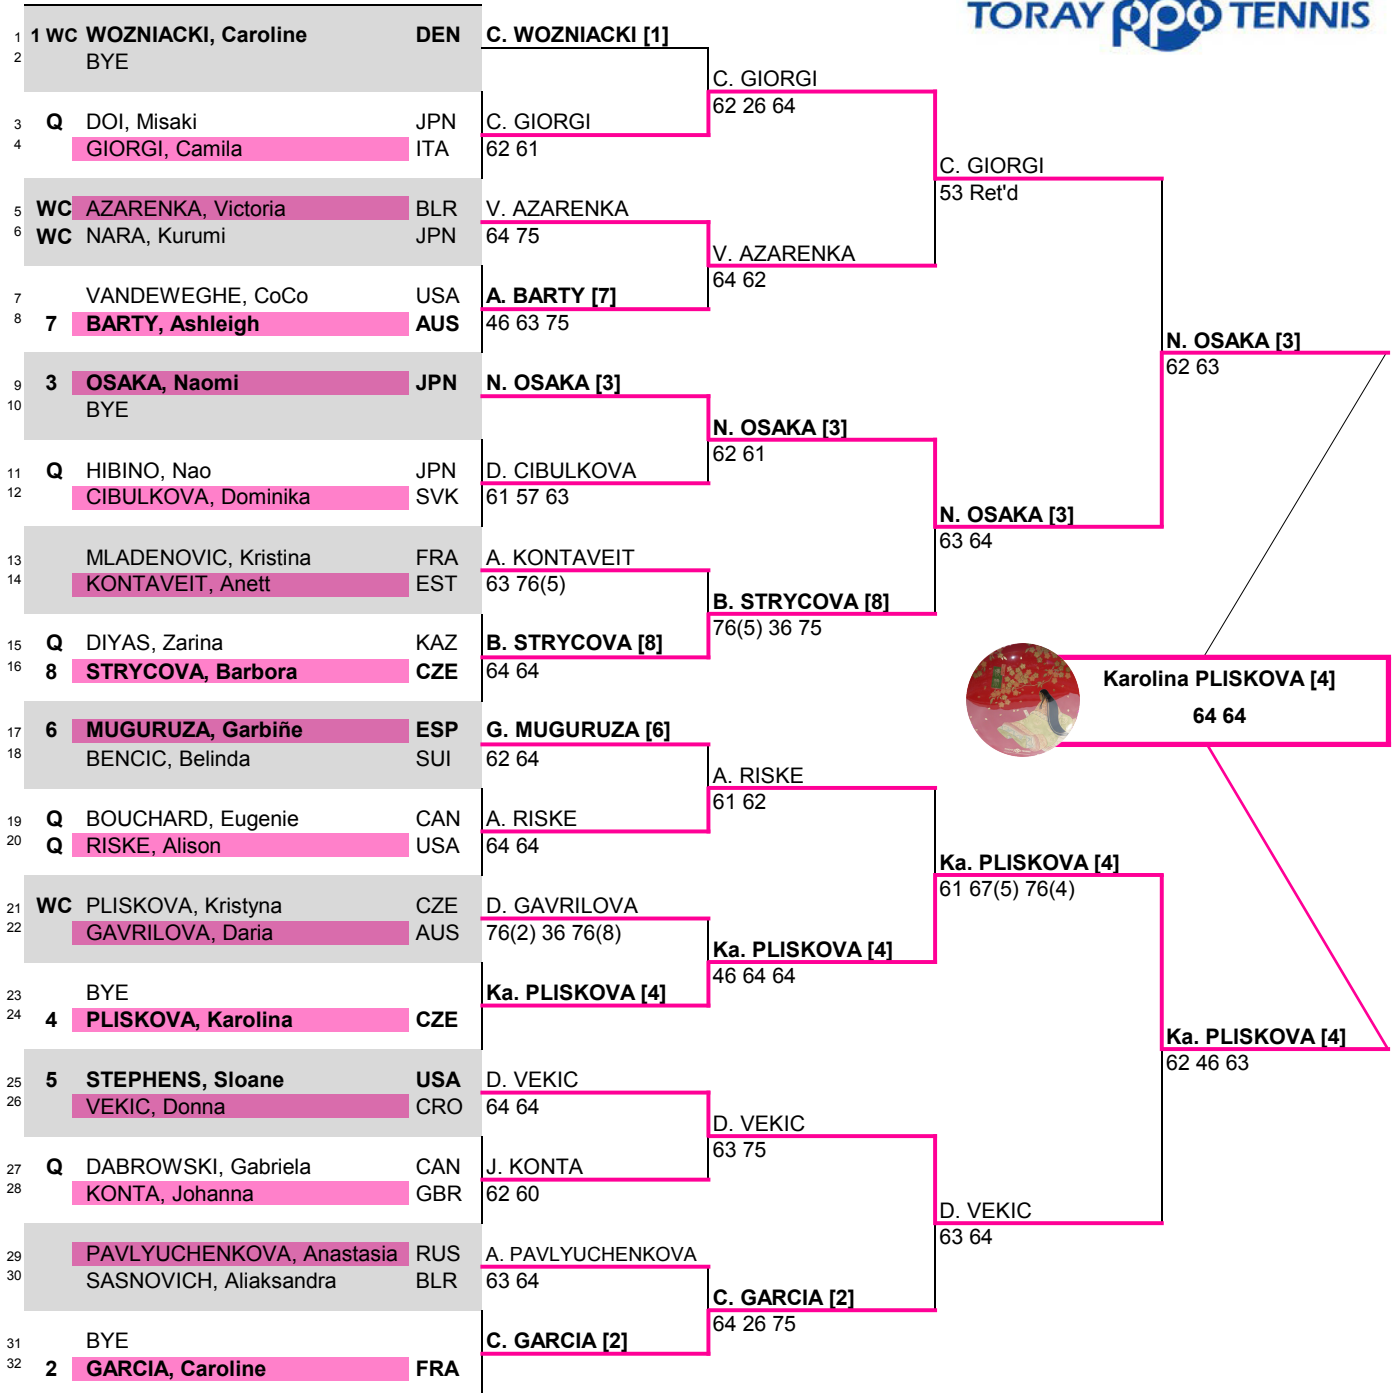 TORAY ppo TENNIS
1 1 WC WOZNIACKI, Caroline DEN
2 BYE
3 Q DOI, Misaki JPN
4 GIORGI, Camila ITA
5 WC AZARENKA, Victoria BLR
6 WC NARA, Kurumi JPN
7 VANDEWEGHE, CoCo USA
8 7 BARTY, Ashleigh AUS
9 3 OSAKA, Naomi JPN
10 BYE
11 Q HIBINO, Nao JPN
12 CIBULKOVA, Dominika SVK
13 MLADENOVIC, Kristina FRA
14 KONTAVEIT, Anett EST
15 Q DIYAS, Zarina KAZ
16 8 STRYCOVA, Barbora CZE
17 6 MUGURUZA, Garbiñe ESP
18 BENCIC, Belinda SUI
19 Q BOUCHARD, Eugenie CAN
20 Q RISKE, Alison USA
21 WC PLISKOVA, Kristyna CZE
22 GAVRILOVA, Daria AUS
23 BYE
24 4 PLISKOVA, Karolina CZE
25 5 STEPHENS, Sloane USA
26 VEKIC, Donna CRO
27 Q DABROWSKI, Gabriela CAN
28 KONTA, Johanna GBR
29 PAVLYUCHENKOVA, Anastasia RUS
30 SASNOVICH, Aliaksandra BLR
31 BYE
32 2 GARCIA, Caroline FRA
C. WOZNIACKI [1]
C. GIORGI
62 61
V. AZARENKA
64 75
A. BARTY [7]
46 63 75
N. OSAKA [3]
D. CIBULKOVA
61 57 63
A. KONTAVEIT
63 76(5)
B. STRYCOVA [8]
64 64
G. MUGURUZA [6]
62 64
A. RISKE
64 64
D. GAVRILOVA
76(2) 36 76(8)
Ka. PLISKOVA [4]
D. VEKIC
64 64
J. KONTA
62 60
A. PAVLYUCHENKOVA
63 64
C. GARCIA [2]
C. GIORGI
62 26 64
V. AZARENKA
64 62
N. OSAKA [3]
62 61
B. STRYCOVA [8]
76(5) 36 75
A. RISKE
61 62
Ka. PLISKOVA [4]
46 64 64
D. VEKIC
63 75
C. GARCIA [2]
64 26 75
C. GIORGI
53 Ret'd
N. OSAKA [3]
63 64
Ka. PLISKOVA [4]
61 67(5) 76(4)
D. VEKIC
63 64
N. OSAKA [3]
62 63
Ka. PLISKOVA [4]
62 46 63
Karolina PLISKOVA [4]
64 64